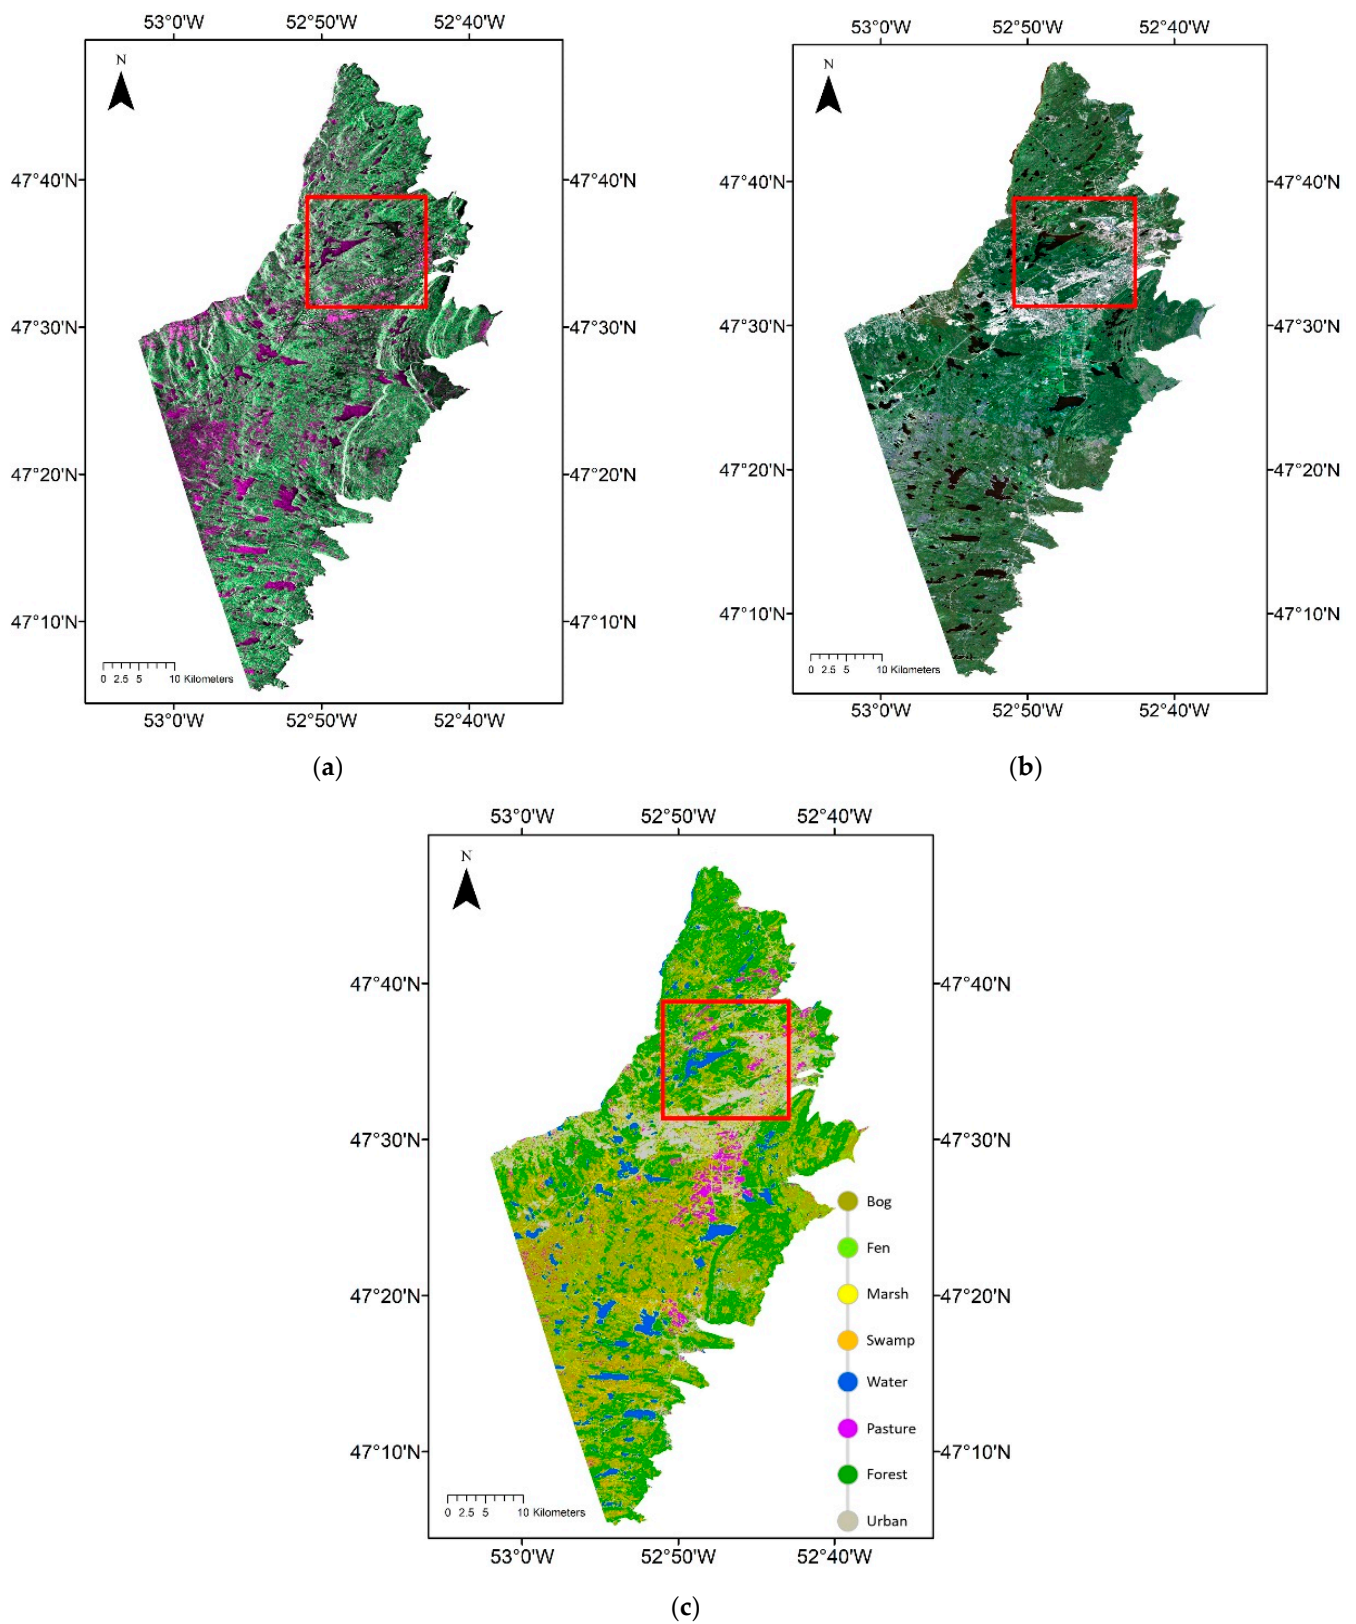 53°0'W 52°50'W 52°40'W
N
47°40'N 47°40'N
47°30'N 47°30'N
47°20'N 47°20'N
47°10'N 47°10'N
0 2.5 5 10 Kilometers
53°0'W 52°50'W 52°40'W
(a)
53°0'W 52°50'W 52°40'W
N
47°40'N 47°40'N
47°30'N 47°30'N
47°20'N 47°20'N
47°10'N 47°10'N
0 2.5 5 10 Kilometers
53°0'W 52°50'W 52°40'W
(b)
53°0'W 52°50'W 52°40'W
N
47°40'N 47°40'N
47°30'N 47°30'N
Bog
Fen
47°20'N Marsh 47°20'N
Swamp
Water
Pasture
47°10'N 47°10'N
Forest
0 2.5 5 10 Kilometers
Urban
53°0'W 52°50'W 52°40'W
(c)